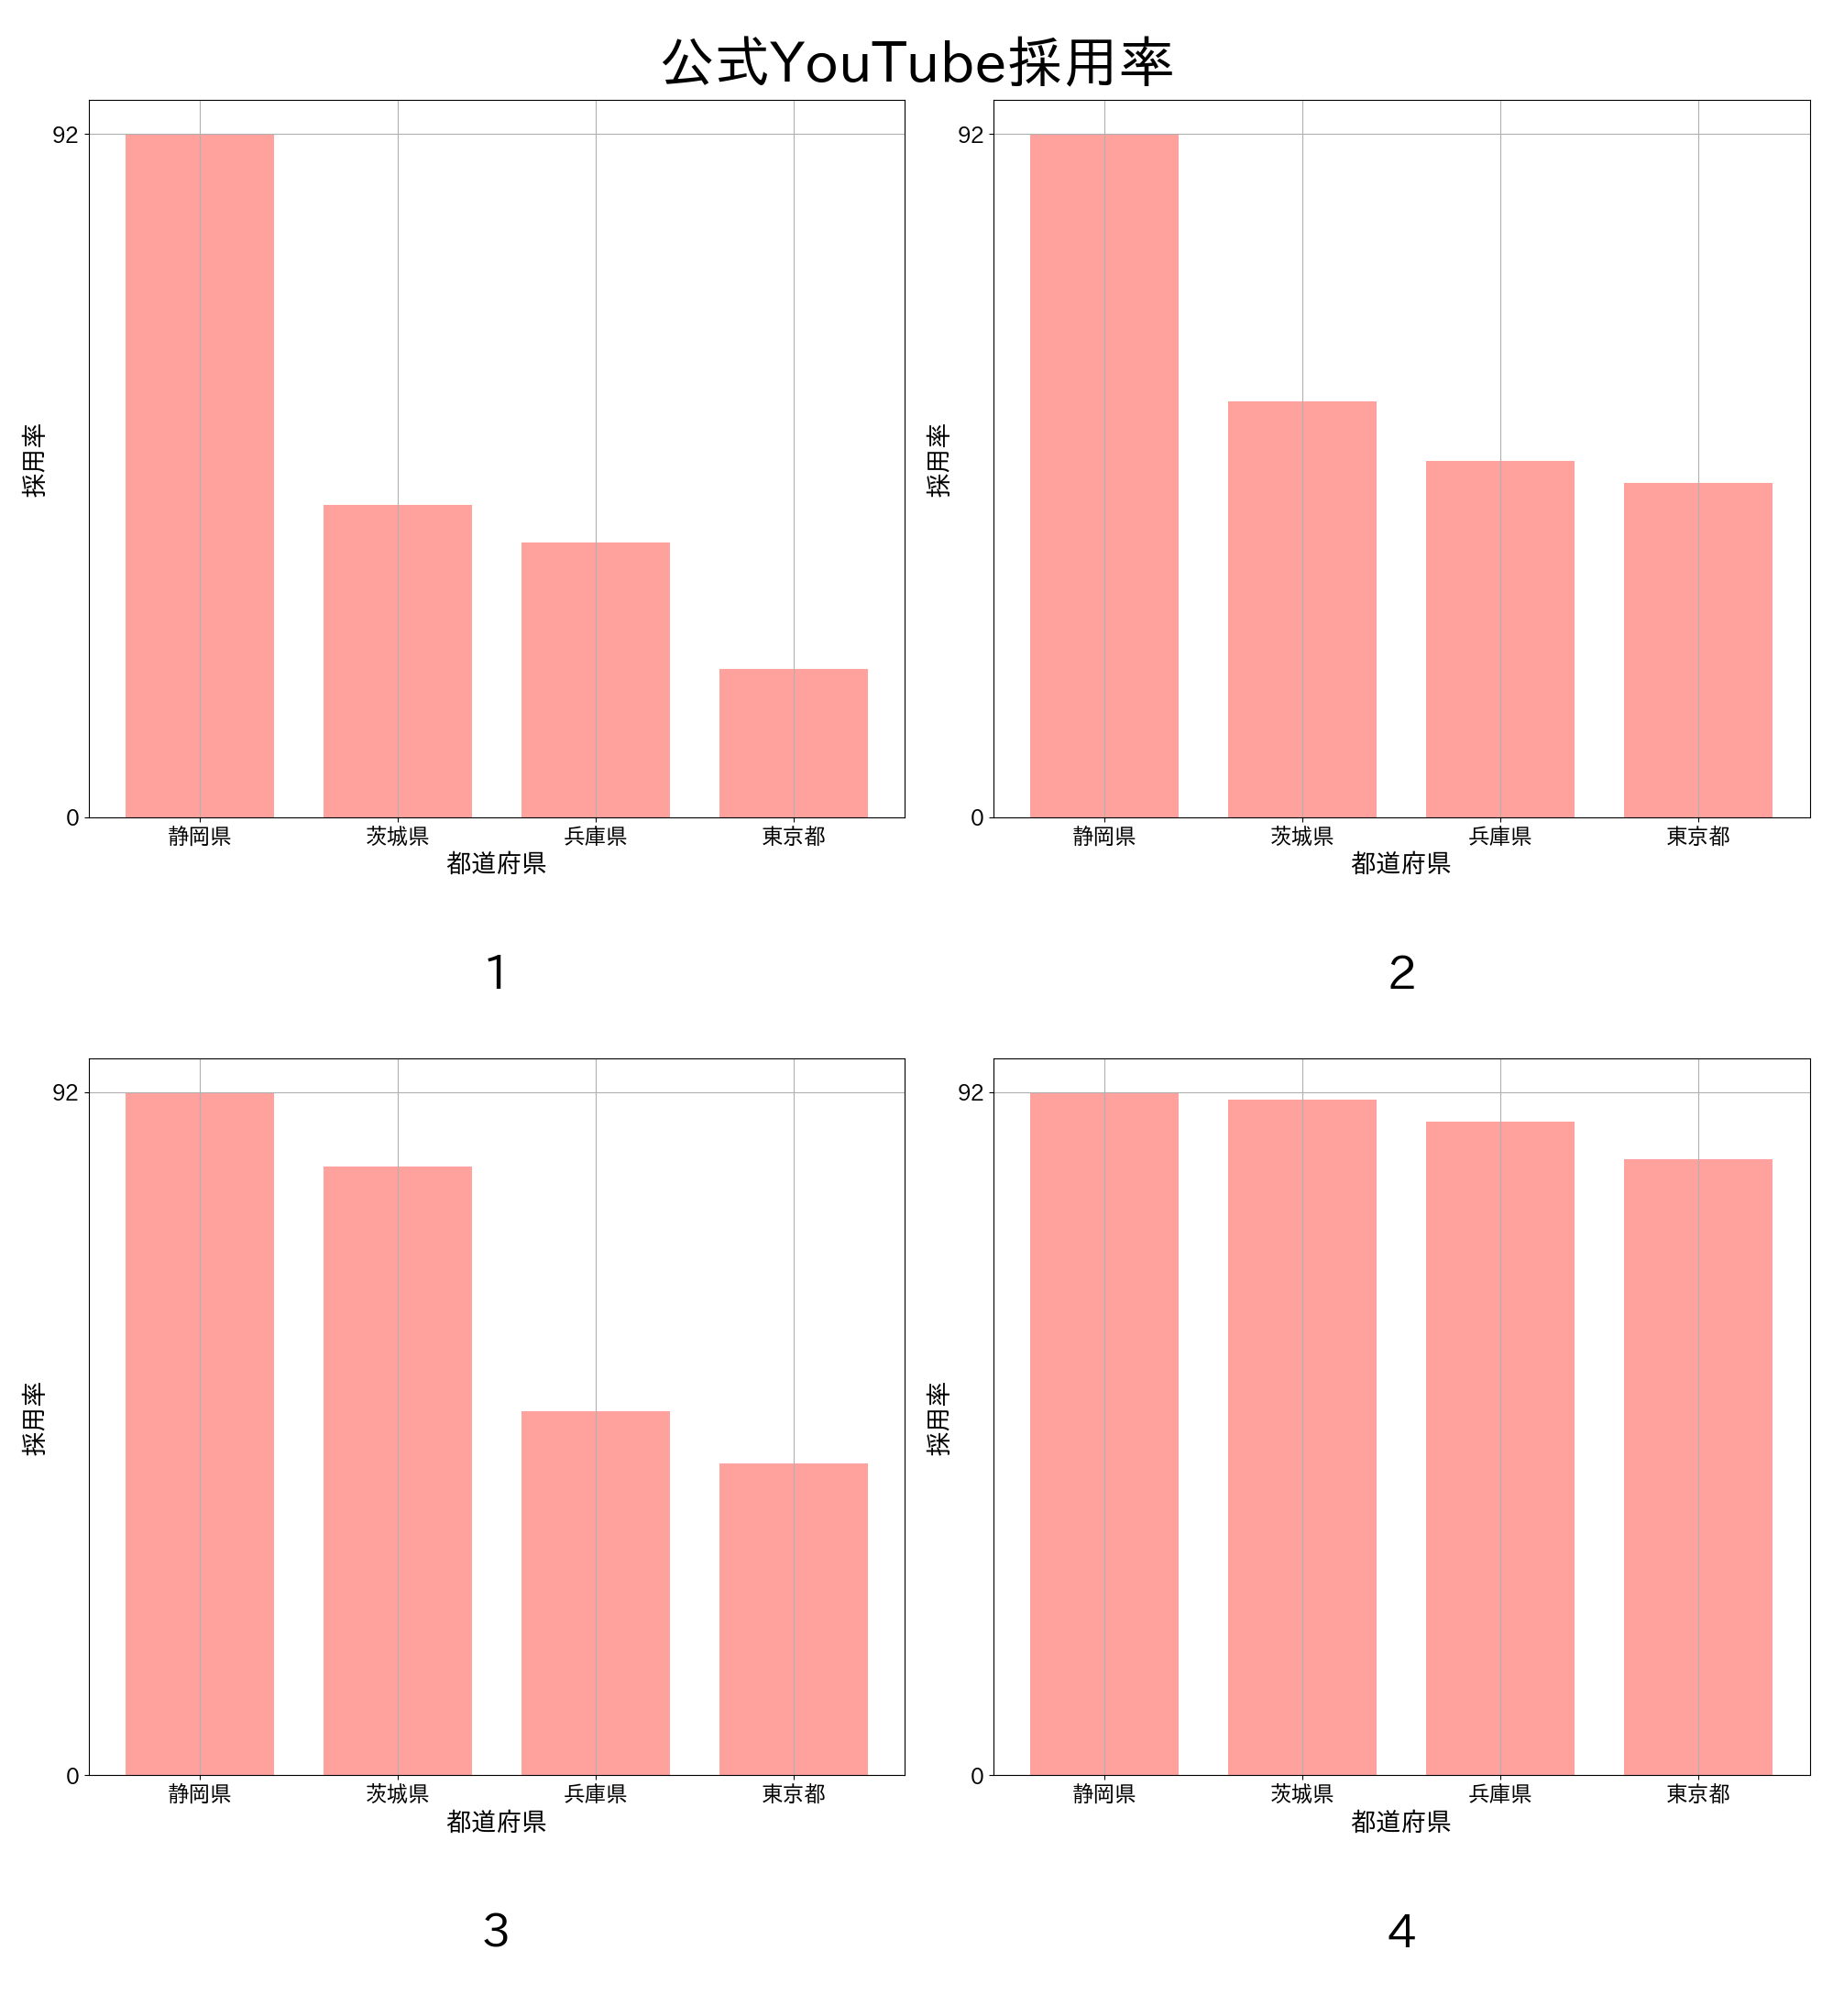 公式YouTube採用率
92
0
採用率
静岡県 茨城県 兵庫県 東京都
都道府県
1
92
0
採用率
静岡県 茨城県 兵庫県 東京都
都道府県
2
92
0
採用率
静岡県 茨城県 兵庫県 東京都
都道府県
3
92
0
採用率
静岡県 茨城県 兵庫県 東京都
都道府県
4